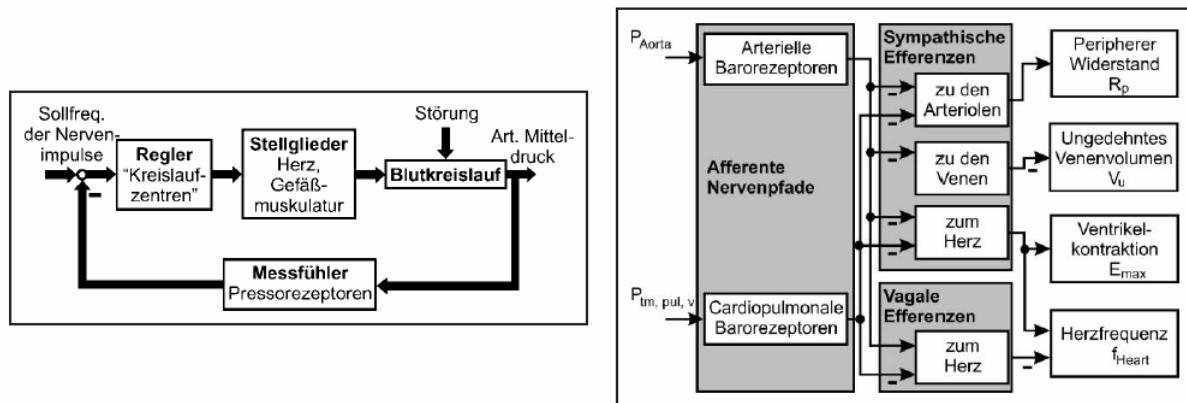 Sollfreq.
der Nerven-
impulse
Störung
Art. Mittel-
druck
Regler
"Kreislauf-
zentren"
Stellglieder
Herz,
Gefäß-
muskulatur
Blutkreislauf
–
Messfühler
Pressorezeptoren
P Aorta
Arterielle
Barorezeptoren
Afferente
Nervenpfade
P tm, pul, v
Cardiopulmonale
Barorezeptoren
Sympathische
Efferenzen
–
–
zu den
Arteriolen
–
zu den
Venen
–
–
zum
Herz
Vagale
Efferenzen
zum
Herz
–
Peripherer
Widerstand
Rp
–
Ungedehntes
Venenvolumen
Vu
Ventrikel-
kontraktion
Emax
–
Herzfrequenz
fHeart